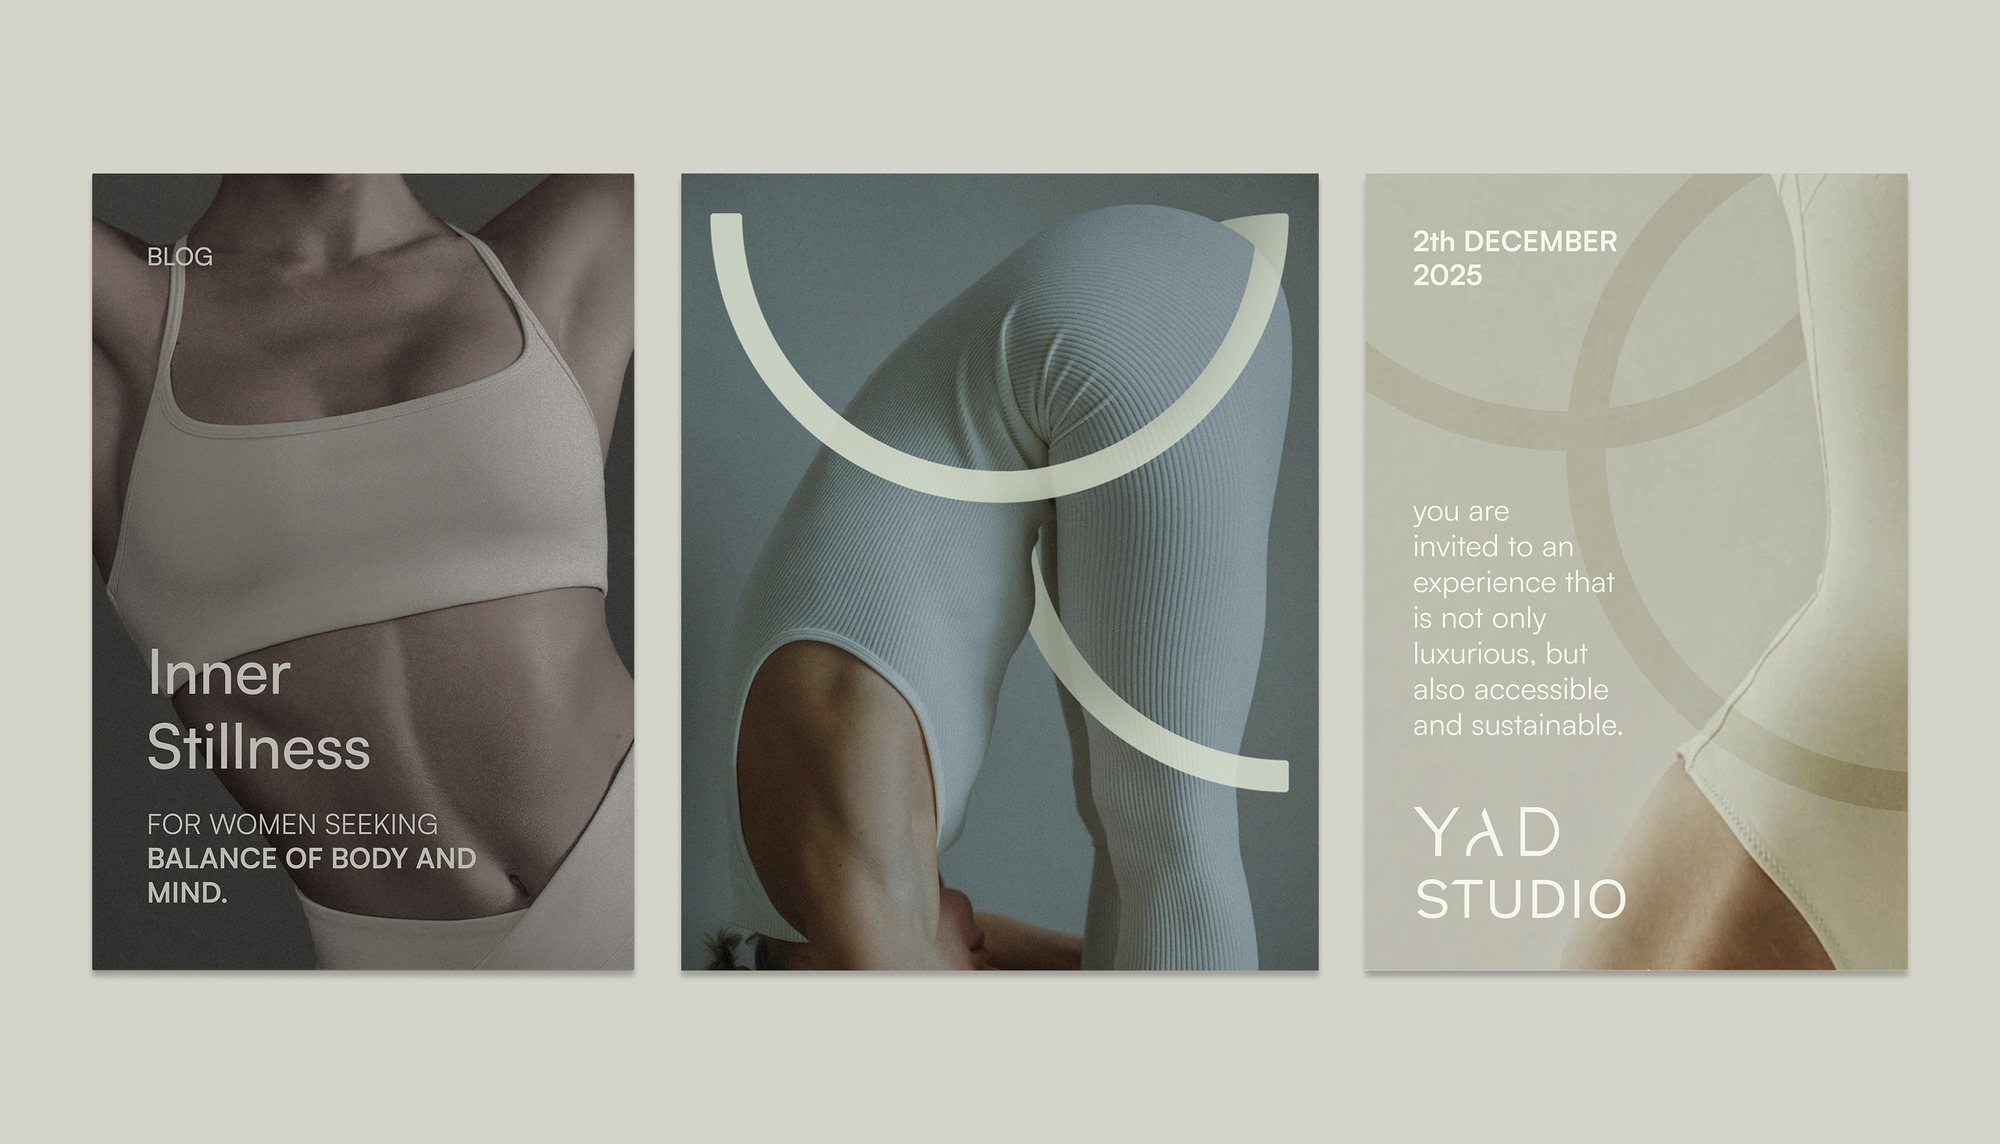 BLOG
Inner
Stillness
FOR WOMEN SEEKING
BALANCE OF BODY AND
MIND.
2th DECEMBER
2025
you are
invited to an
experience that
is not only
luxurious, but
also accessible
and sustainable.
YAD
STUDIO